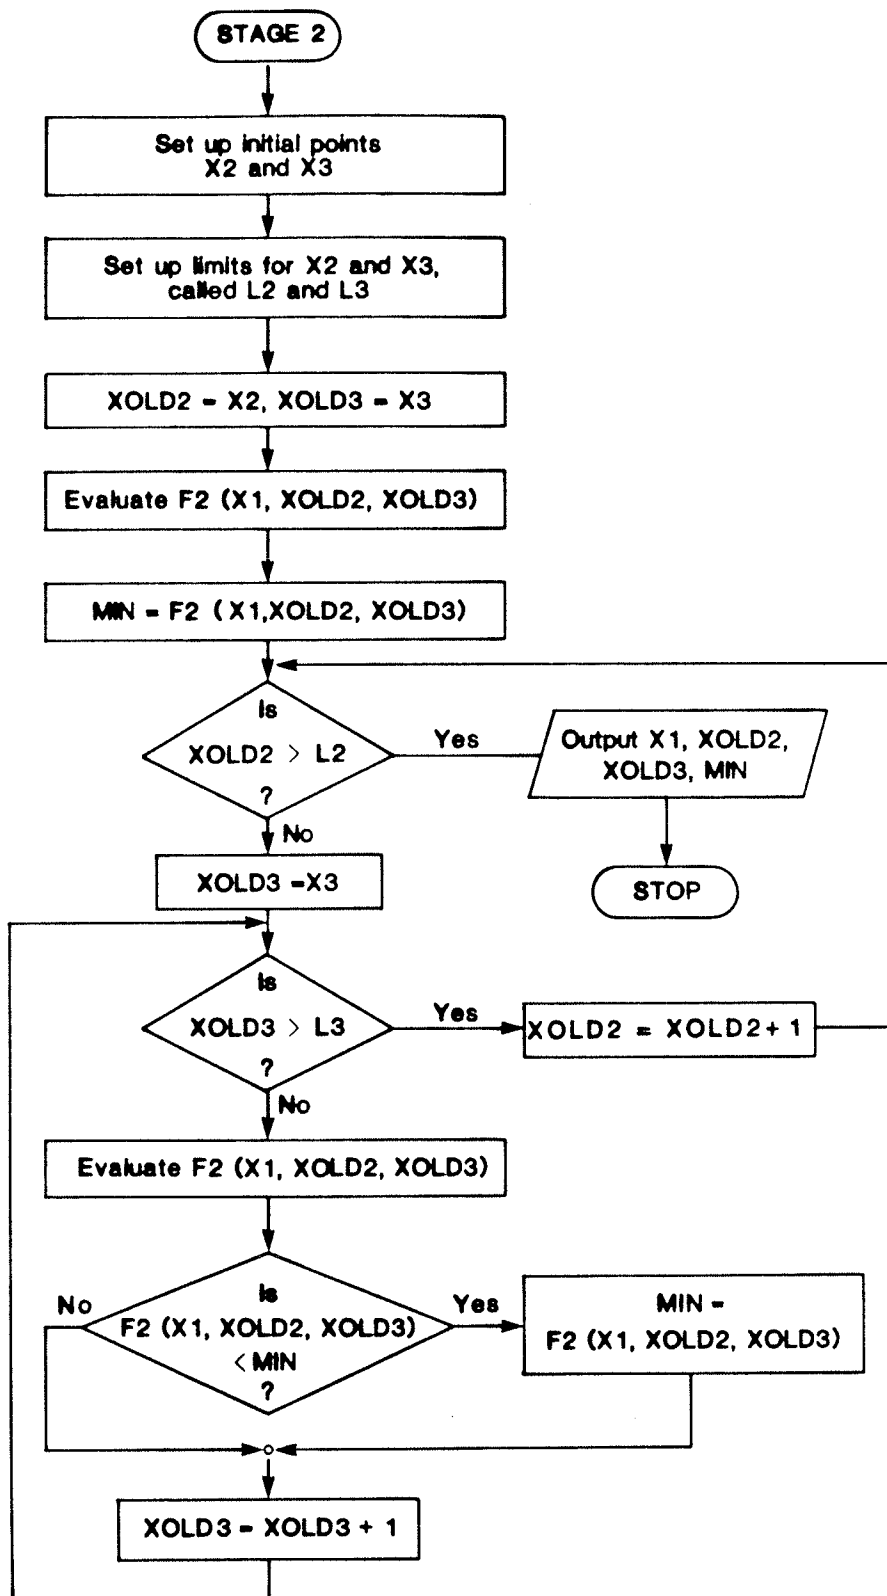 STAGE 2
Set up initial points
X2 and X3
Set up limits for X2 and X3,
called L2 and L3
XOLD2 = X2, XOLD3 = X3
Evaluate F2 (X1, XOLD2, XOLD3)
MIN = F2 (X1,XOLD2, XOLD3)
Is
XOLD2 > L2
?
Yes
Output X1, XOLD2,
XOLD3, MIN
No
STOP
XOLD3 =X3
Is
XOLD3 > L3
?
Yes
XOLD2 = XOLD2 + 1
No
Evaluate F2 (X1, XOLD2, XOLD3)
No
Is
F2 (X1, XOLD2, XOLD3)
< MIN
?
Yes
MIN =
F2 (X1, XOLD2, XOLD3)
XOLD3 = XOLD3 + 1